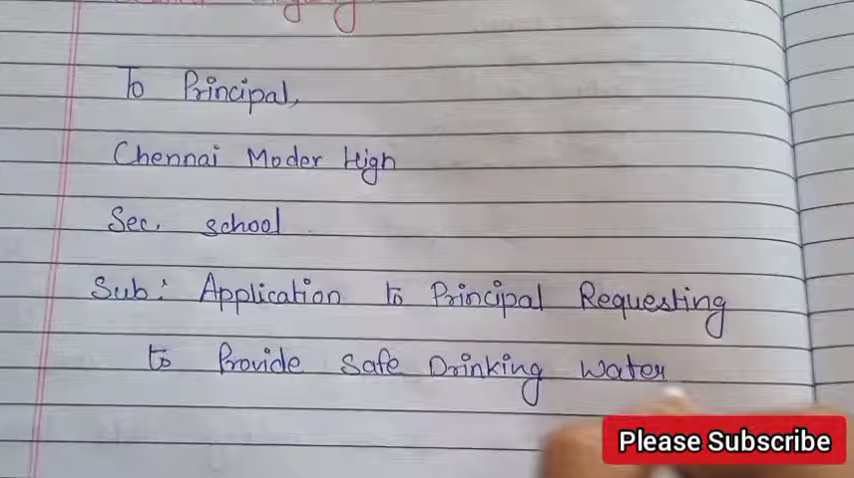 To Principal,
Chennai Moder High
Sec. school
Sub: Application to Principal Requesting
to Provide Safe Drinking Water
Please Subscribe